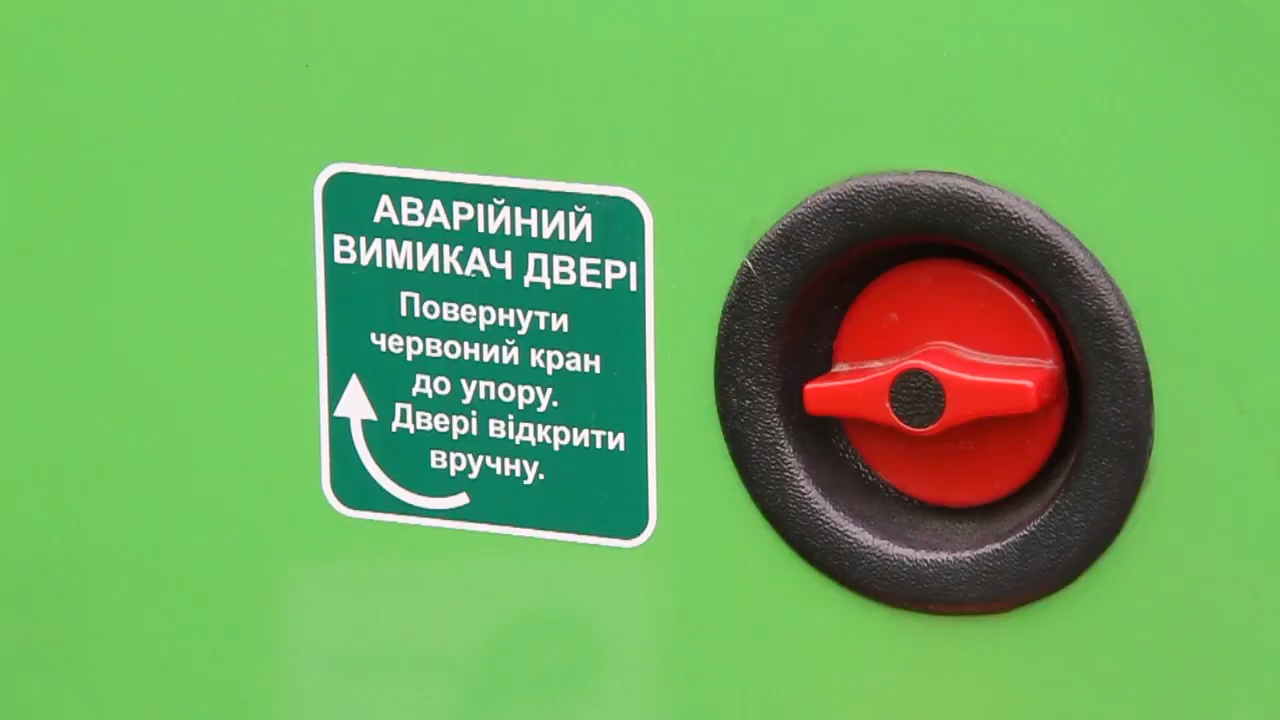 АВАРІЙНИЙ
ВИМИКАЧ ДВЕРІ
Повернути
червоний кран
до упору.
Двері відкрити
вручну.